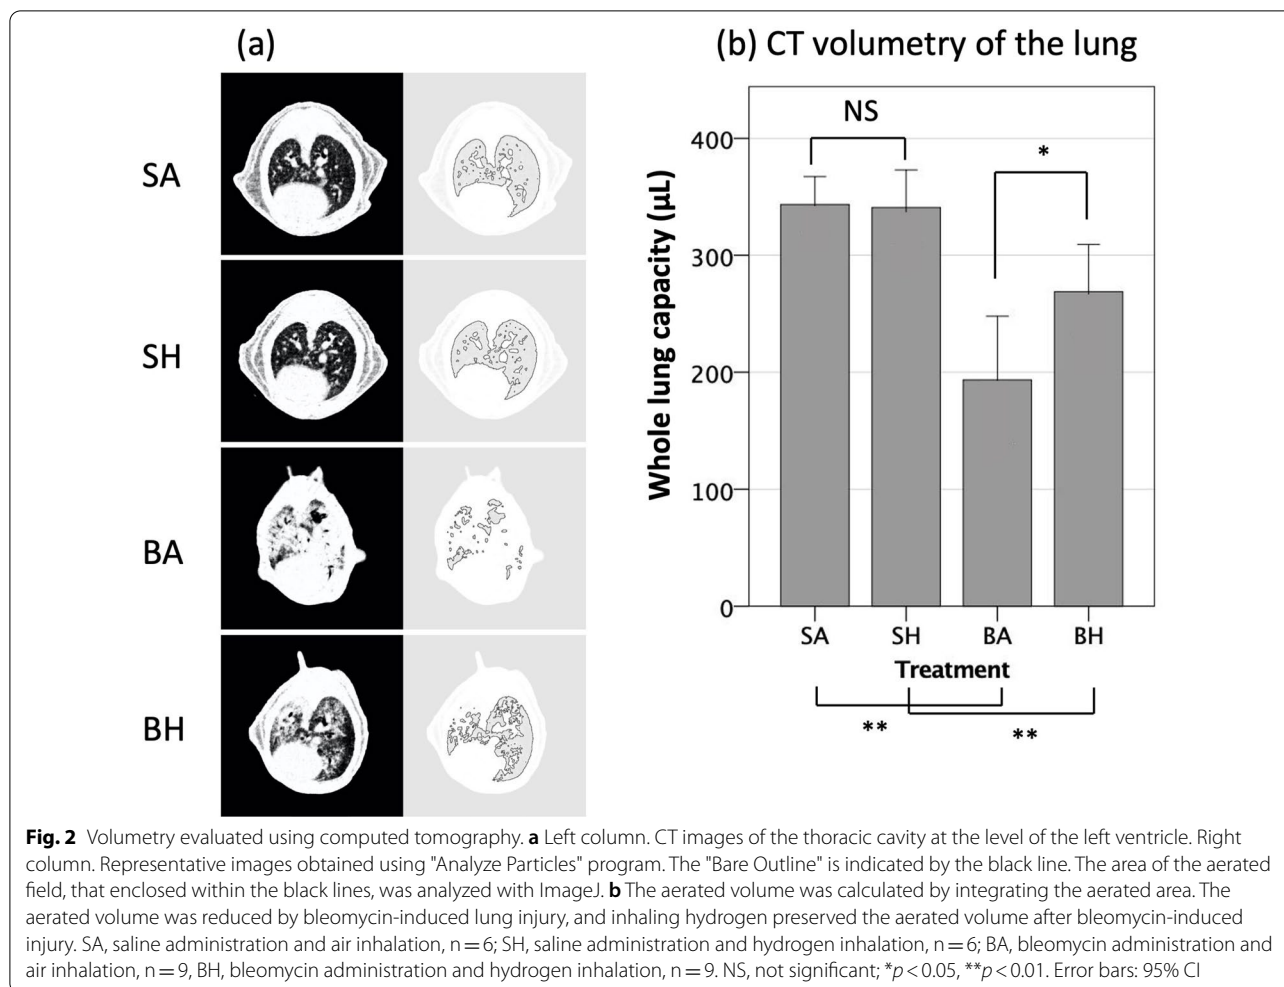 (a)
SA
SH
BA
BH
(b) CT volumetry of the lung
Whole lung capacity (µL)
400
300
200
100
0
NS
*
SA SH BA BH
Treatment
**
**
Fig. 2 Volumetry evaluated using computed tomography. a Left column. CT images of the thoracic cavity at the level of the left ventricle. Right
column. Representative images obtained using "Analyze Particles" program. The "Bare Outline" is indicated by the black line. The area of the aerated
field, that enclosed within the black lines, was analyzed with ImageJ. b The aerated volume was calculated by integrating the aerated area. The
aerated volume was reduced by bleomycin-induced lung injury, and inhaling hydrogen preserved the aerated volume after bleomycin-induced
injury. SA, saline administration and air inhalation, n = 6; SH, saline administration and hydrogen inhalation, n = 6; BA, bleomycin administration and
air inhalation, n = 9, BH, bleomycin administration and hydrogen inhalation, n = 9. NS, not significant; *p < 0.05, **p < 0.01. Error bars: 95% CI